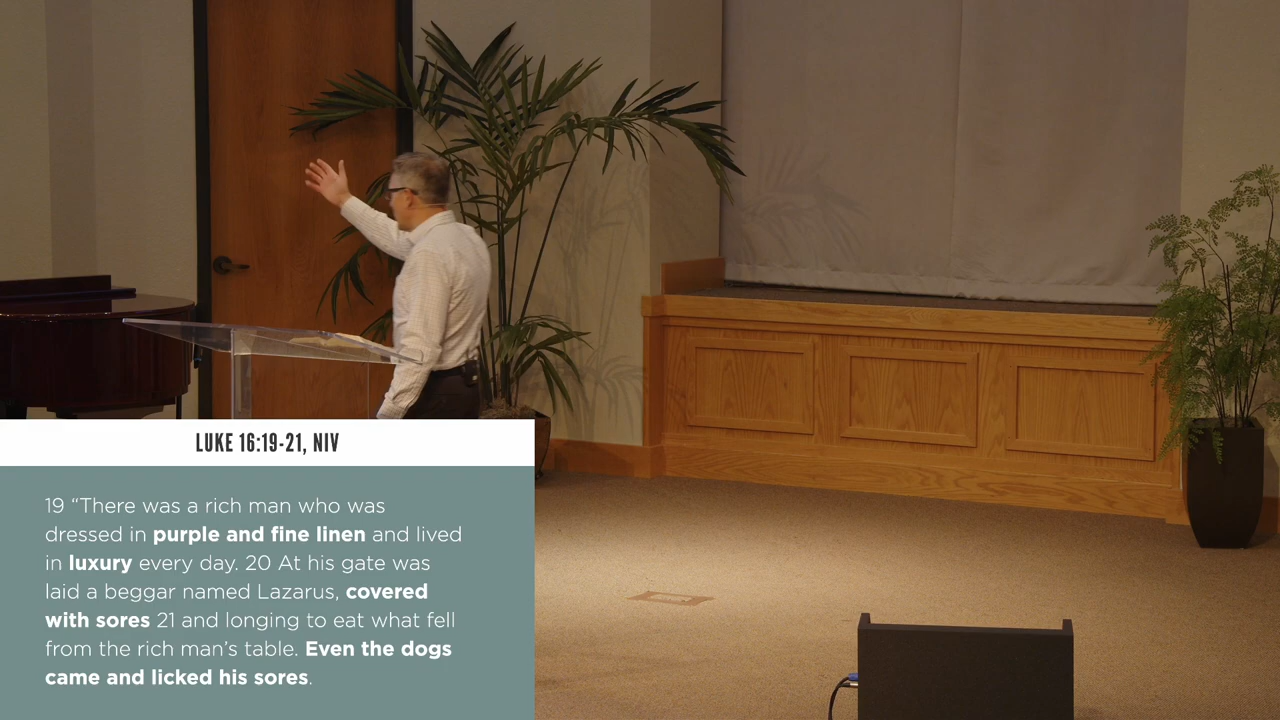 LUKE 16:19-21, NIV
19 “There was a rich man who was
dressed in purple and fine linen and lived
in luxury every day. 20 At his gate was
laid a beggar named Lazarus, covered
with sores 21 and longing to eat what fell
from the rich man’s table. Even the dogs
came and licked his sores.